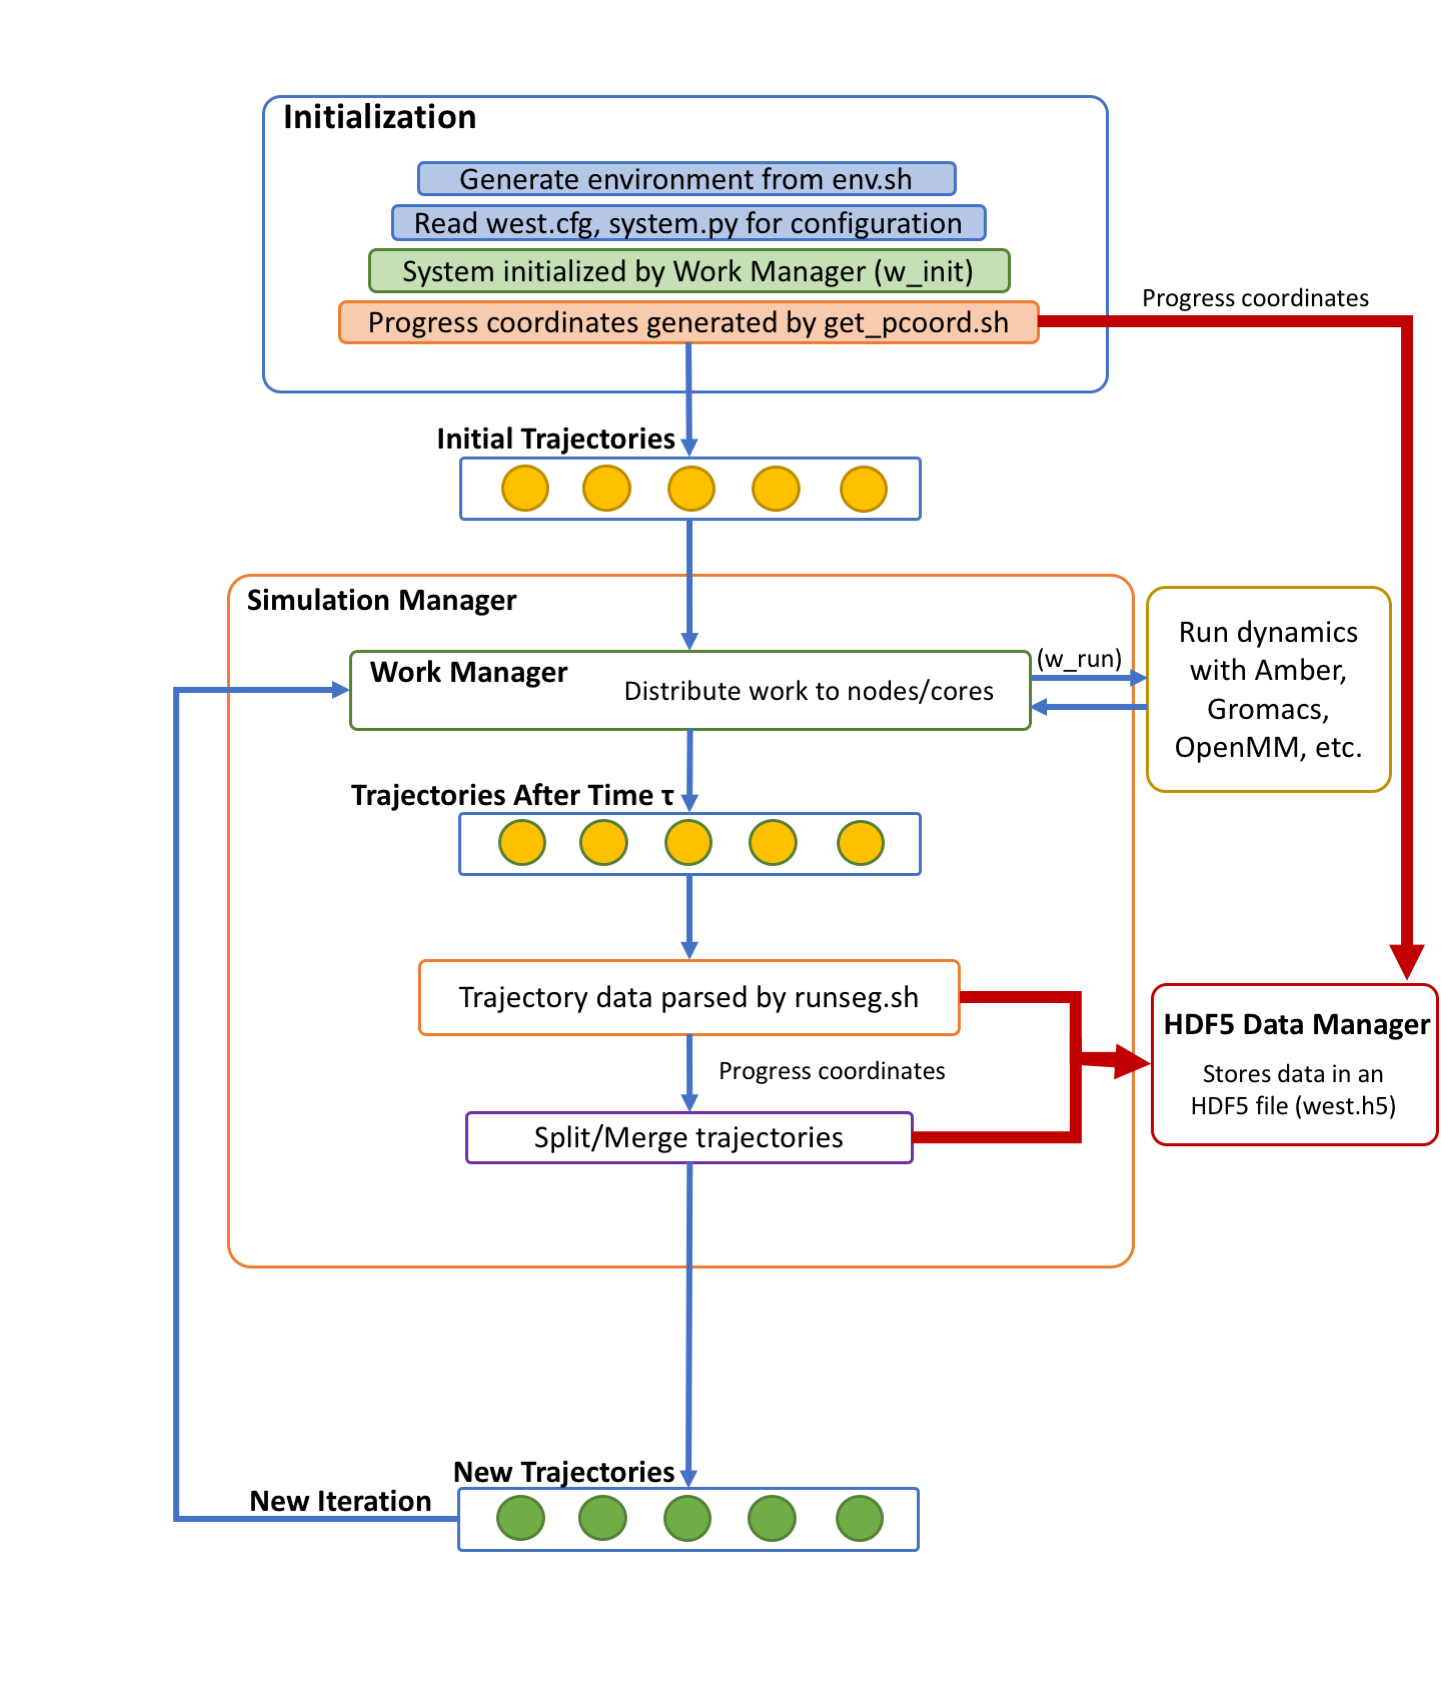 Initialization
Generate environment from env.sh
Read west.cfg, system.py for configuration
System initialized by Work Manager (w_init)
Progress coordinates generated by get_pcoord.sh
Progress coordinates
Initial Trajectories
Simulation Manager
Work Manager
Distribute work to nodes/cores
(w_run)
Run dynamics
with Amber,
Gromacs,
OpenMM, etc.
Trajectories After Time τ
Trajectory data parsed by runseg.sh
Progress coordinates
Split/Merge trajectories
HDF5 Data Manager
Stores data in an
HDF5 file (west.h5)
New Trajectories
New Iteration